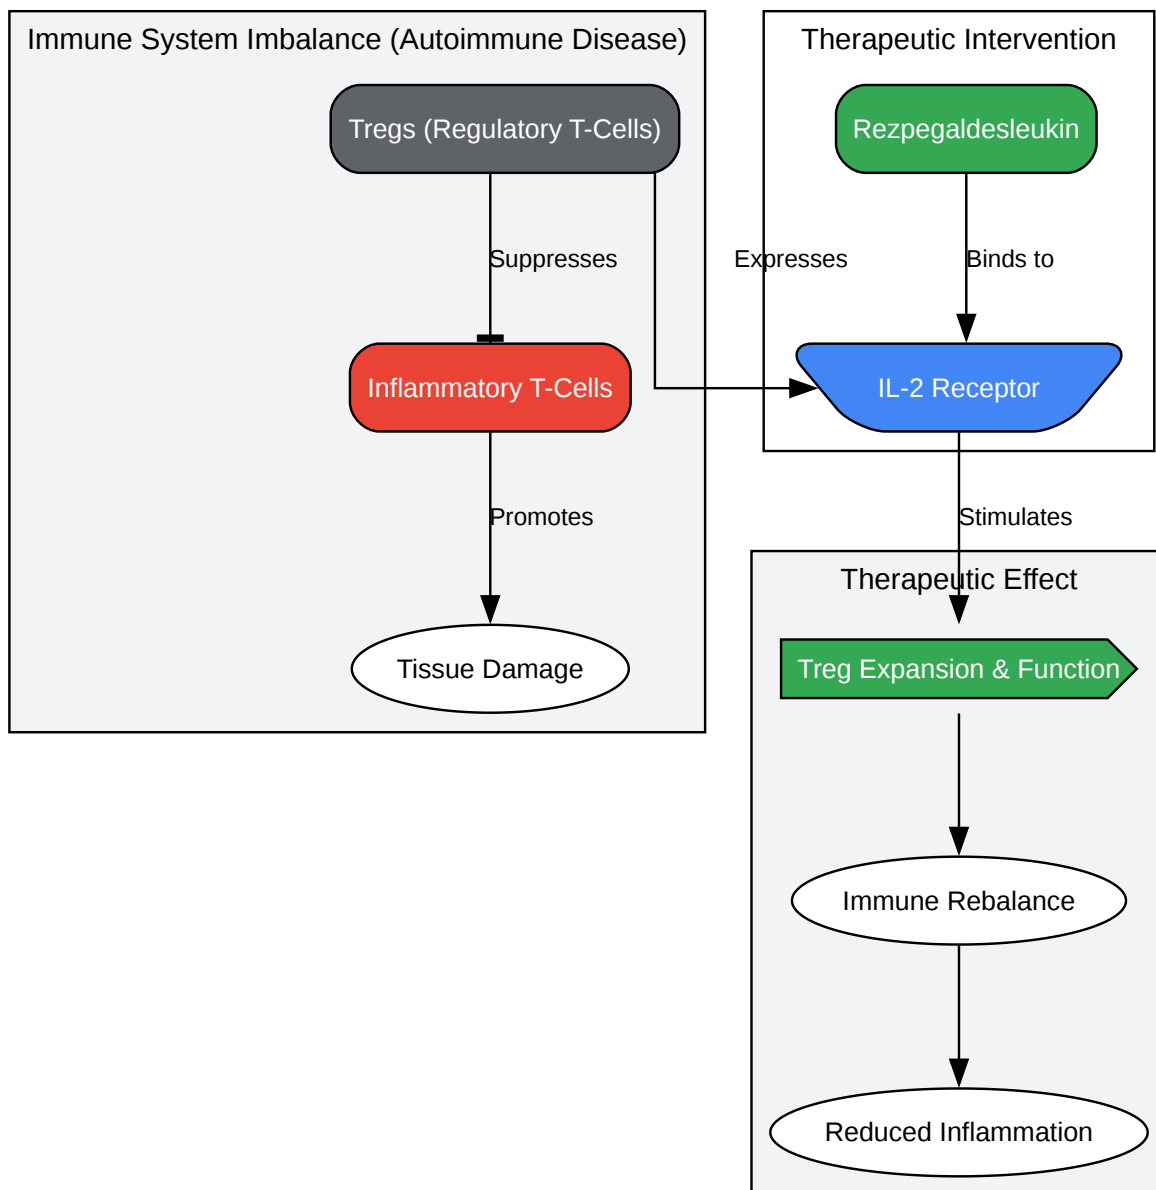 Immune System Imbalance (Autoimmune Disease)
Therapeutic Intervention
Tregs (Regulatory T-Cells)
Rezpegaldesleukin
Suppresses
Expresses
Binds to
Inflammatory T-Cells
IL-2 Receptor
Promotes
Stimulates
Therapeutic Effect
Tissue Damage
Treg Expansion & Function
Immune Rebalance
Reduced Inflammation